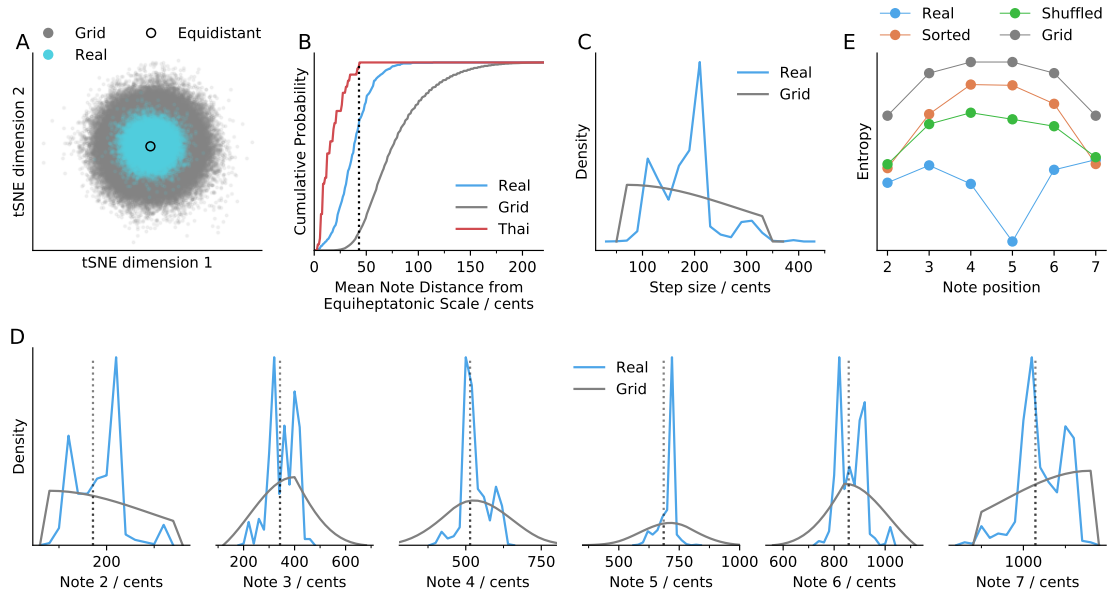 A
Grid
Real
Equidistant
tSNE dimension 2
tSNE dimension 1
B
Cumulative Probability
Real
Grid
Thai
0 50 100 150 200
Mean Note Distance from
Equiheptatonic Scale / cents
C
Density
Real
Grid
100 200 300 400
Step size / cents
Real
Sorted
Shuffled
Grid
E
Entropy
2 3 4 5 6 7
Note position
D
Density
Real
Grid
200
Note 2 / cents
200 400 600
Note 3 / cents
500 750
Note 4 / cents
500 750 1000
Note 5 / cents
600 800 1000
Note 6 / cents
1000
Note 7 / cents